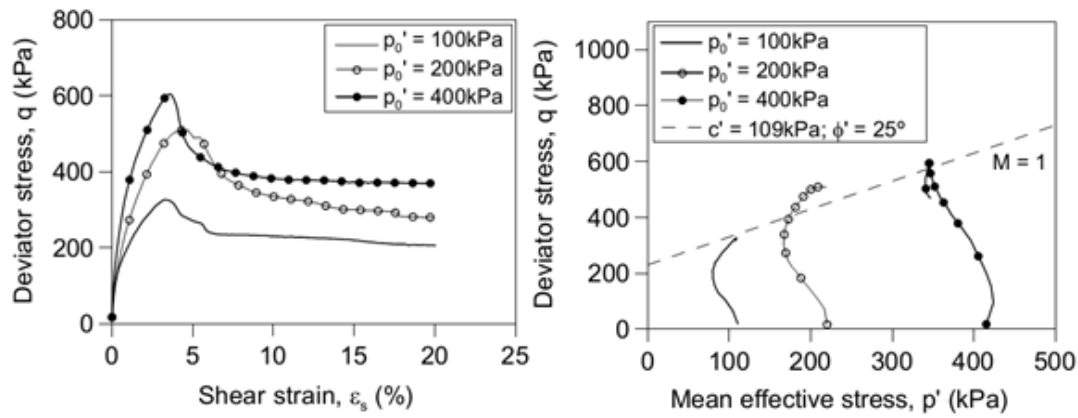 800
600
400
200
0
Deviator stress, q (kPa)
p₀' = 100kPa
p₀' = 200kPa
p₀' = 400kPa
0 5 10 15 20 25
Shear strain, εₛ (%)
1000
800
600
400
200
0
Deviator stress, q (kPa)
p₀' = 100kPa
p₀' = 200kPa
p₀' = 400kPa
c' = 109kPa; ϕ' = 25º
M = 1
0 100 200 300 400 500
Mean effective stress, p' (kPa)